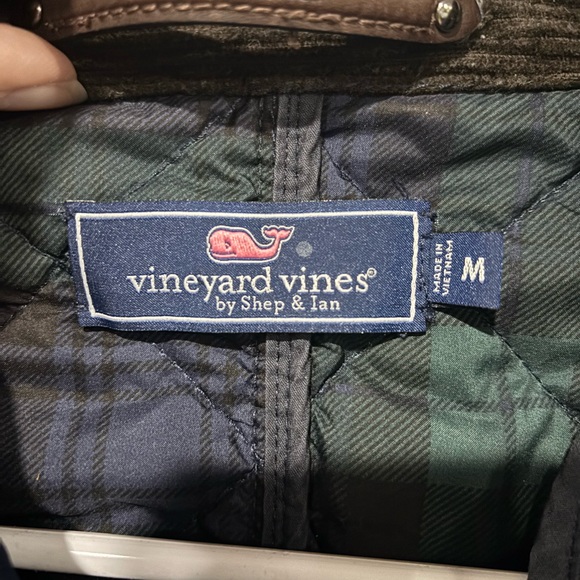 vineyard vines®
by Shep & Ian
MADE IN
VIETNAM
M